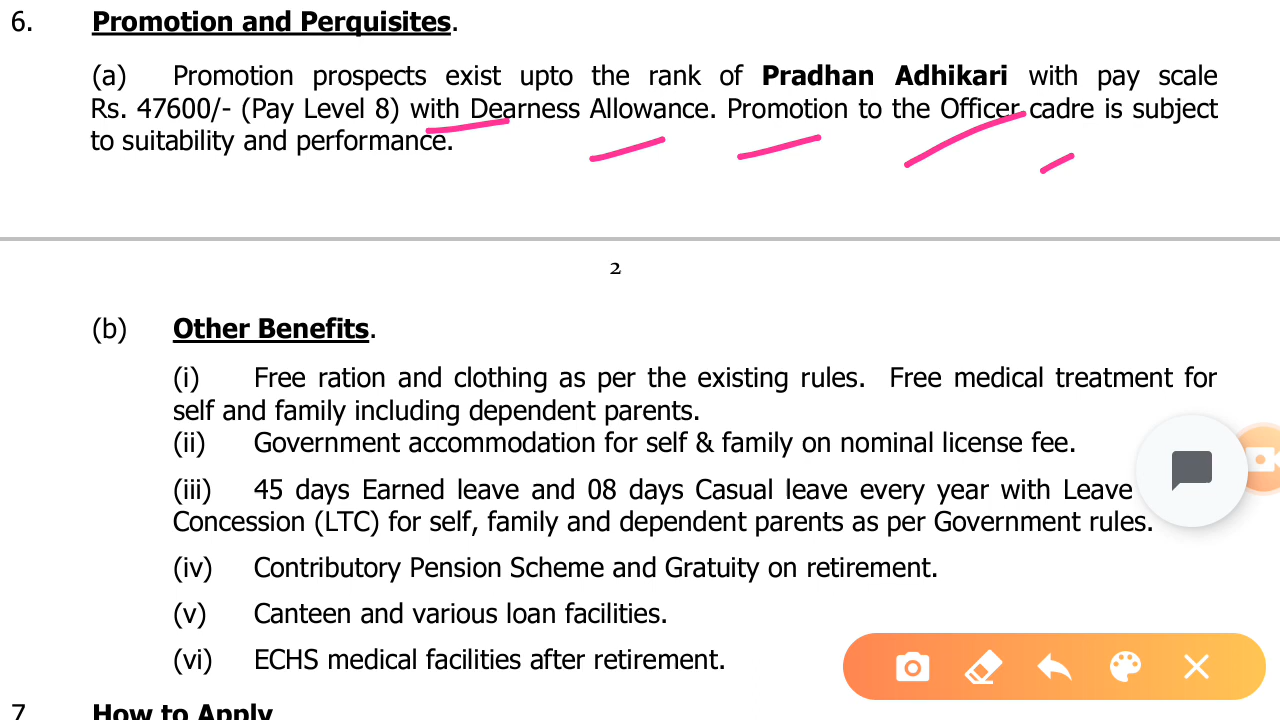 6. Promotion and Perquisites.
(a) Promotion prospects exist upto the rank of Pradhan Adhikari with pay scale
Rs. 47600/- (Pay Level 8) with Dearness Allowance. Promotion to the Officer cadre is subject
to suitability and performance.
2
(b) Other Benefits.
(i) Free ration and clothing as per the existing rules. Free medical treatment for
self and family including dependent parents.
(ii) Government accommodation for self & family on nominal license fee.
(iii) 45 days Earned leave and 08 days Casual leave every year with Leave
Concession (LTC) for self, family and dependent parents as per Government rules.
(iv) Contributory Pension Scheme and Gratuity on retirement.
(v) Canteen and various loan facilities.
(vi) ECHS medical facilities after retirement.
7 How to Apply